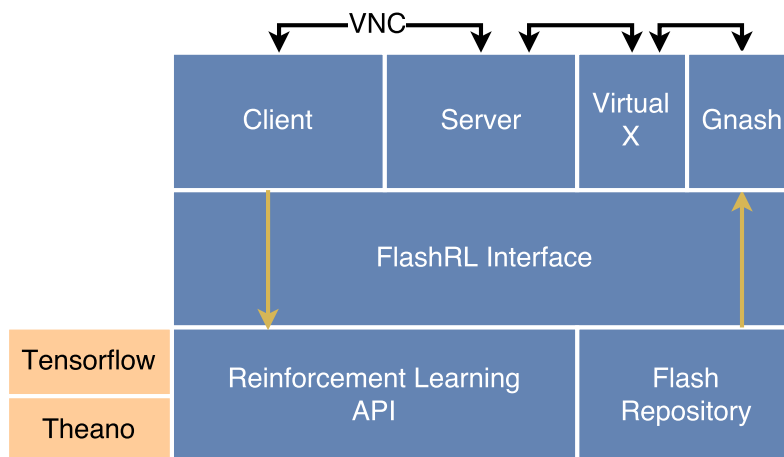 VNC
Client
Server
Virtual
X
Gnash
FlashRL Interface
Tensorflow
Theano
Reinforcement Learning
API
Flash
Repository